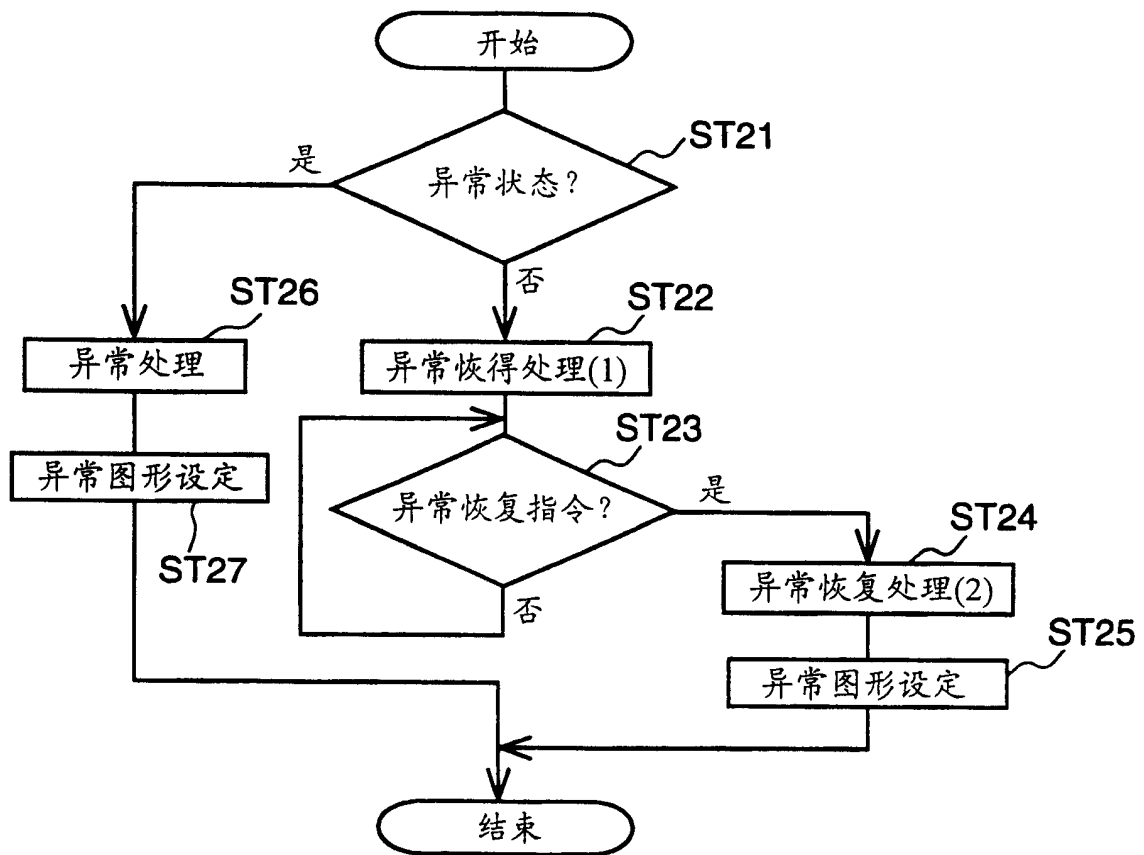 开始
ST21
是
异常状态?
否
ST26
ST22
异常处理
异常恢得处理(1)
ST23
异常图形设定
异常恢复指令?
是
ST27
ST24
否
异常恢复处理(2)
ST25
异常图形设定
结束